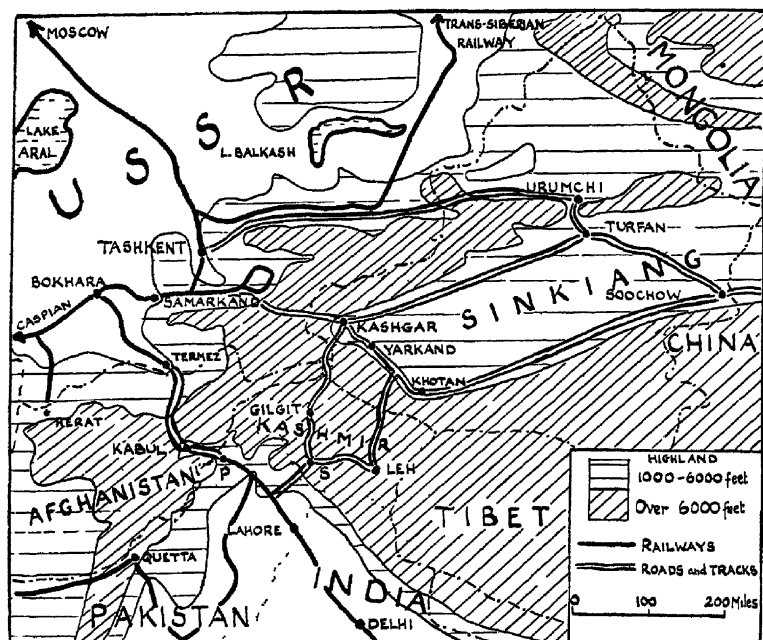 MOSCOW
TRANS-SIBERIAN
RAILWAY
MONGOLIA
LAKE
ARAL
USSR
L. BALKASH
URUMCHI
TURFAN
TASHKENT
BOKHARA
SAMARKAND
SINKIANG
SOOCHOW
CASPIAN
KASHGAR
YARKAND
CHINA
TERMEZ
KHOTAN
HERAT
GILGIT
KASHMIR
KABUL
P
S
LEH
AFGHANISTAN
TIBET
LAHORE
QUETTA
INDIA
PAKISTAN
DELHI
HIGHLAND
1000-6000 feet
Over 6000 feet
RAILWAYS
ROADS and TRACKS
0 100 200 Miles